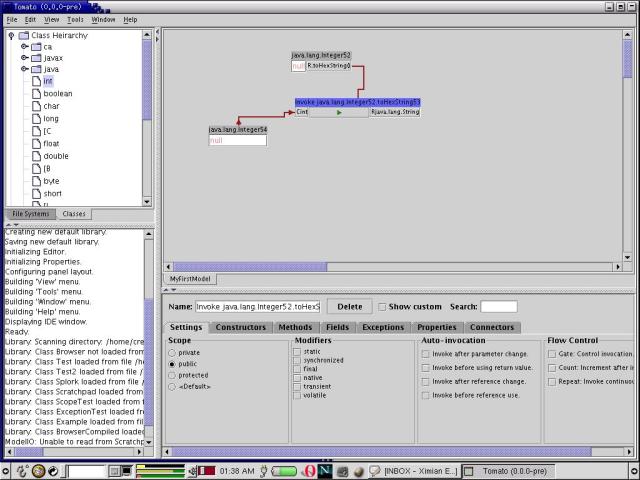 Tomato (0.0.0-pre)
File Edit View Tools Window Help
Class Heirarchy
ca
javax
java
int
boolean
char
long
[C
float
double
[B
byte
short
File Systems Classes
java.lang.Integer52
null R.toHexString()
Invoke java.lang.Integer52.toHexString53
Cint Rjava.lang.String
java.lang.Integer54
null
MyFirstModel
Creating new default library.
Saving new default library.
Initializing Editor.
Initializing Properties.
Configuring panel layout.
Building 'View' menu.
Building 'Tools' menu.
Building 'Window' menu.
Building 'Help' menu.
Displaying IDE window.
Ready.
Library: Scanning directory: /home/cre
Library: Class Browser not loaded from
Library: Class Test loaded from file /h
Library: Class Test2 loaded from file /
Library: Class Splork loaded from file
Library: Class Scratchpad loaded from
Library: Class ScopeTest loaded from
Library: Class ExceptionTest loaded fr
Library: Class Example loaded from fil
Library: Class BrowserCompiled loaded
ModelIO: Unable to read from Scratchp
Name: Invoke java.lang.Integer52.toHexS Delete Show custom Search:
Settings Constructors Methods Fields Exceptions Properties Connectors
Scope
private
public
protected
<Default>
Modifiers
static
synchronized
final
native
transient
volatile
Auto-invocation
Invoke after parameter change.
Invoke before using return value.
Invoke after reference change.
Invoke before reference use.
Flow Control
Gate: Control invocation.
Count: Increment after i
Repeat: Invoke continuou
01:38 AM [INBOX - Ximian E...] Tomato (0.0.0-pre)